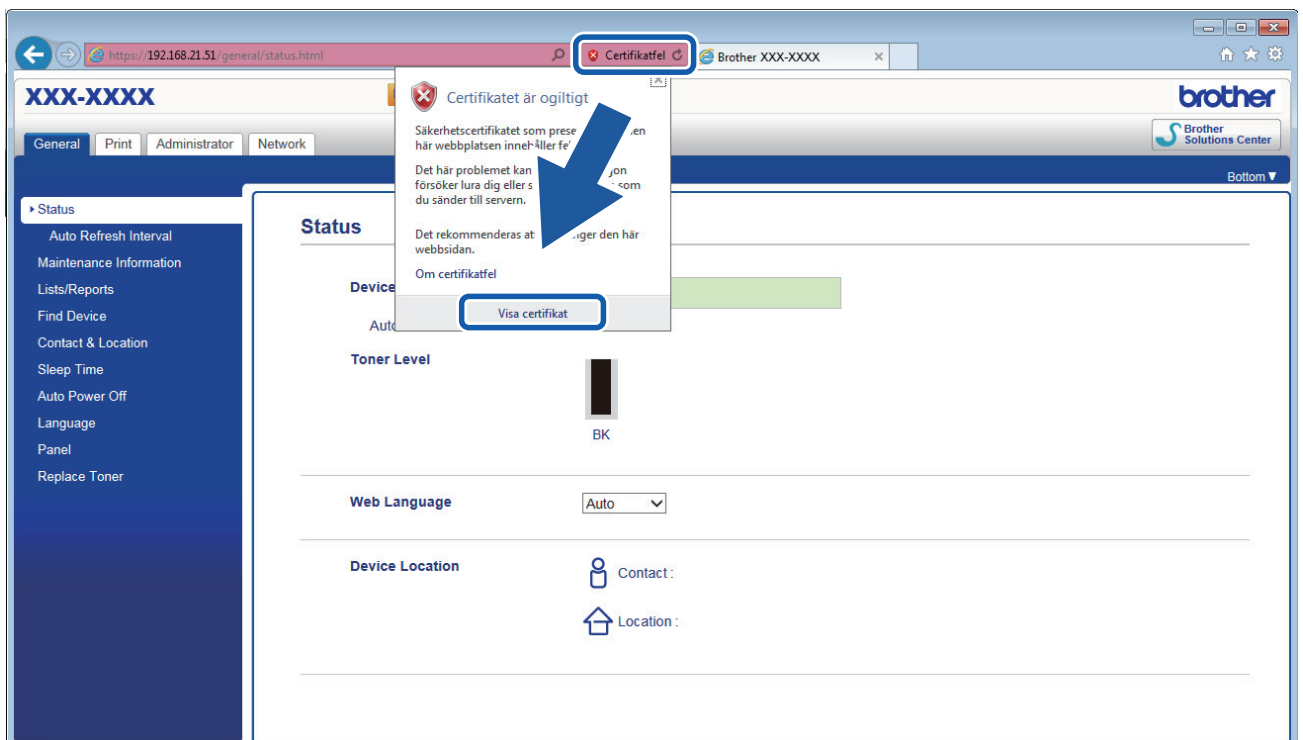 https://192.168.21.51/general/status.html
Certifikatfel
Brother XXX-XXXX
XXX-XXXX
brother
Certifikatet är ogiltigt
General
Print
Administrator
Network
Brother
Solutions Center
Säkerhetscertifikatet som
här webbplatsen innehåller
Det här problemet kan
försöker lura dig eller som
du sänder till servern.
Det rekommenderas den här
webbsidan.
Om certifikatfel
Visa certifikat
Bottom▼
Status
Auto Refresh Interval
Maintenance Information
Lists/Reports
Find Device
Contact & Location
Sleep Time
Auto Power Off
Language
Panel
Replace Toner
Status
Device
Toner Level
BK
Web Language
Auto
Device Location
Contact :
Location :